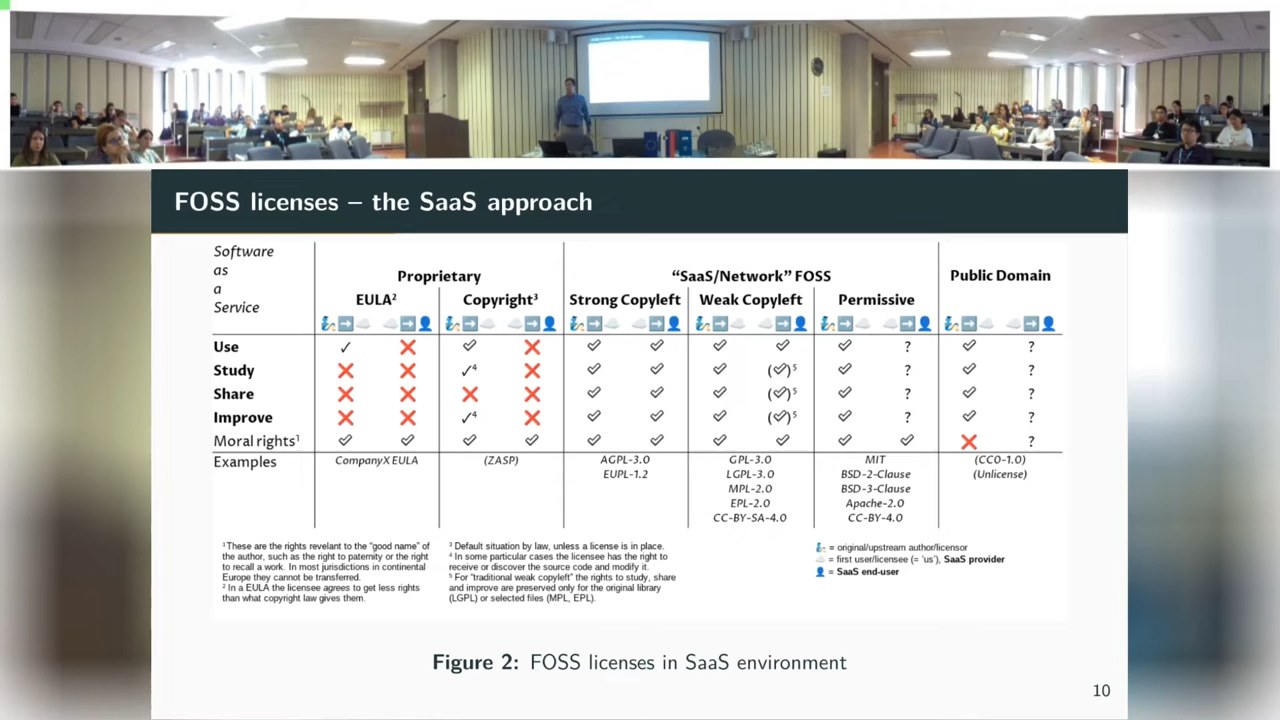 FOSS licenses – the SaaS approach
Software
as
a
Service
Proprietary
"SaaS/Network" FOSS
Public Domain
EULA²
Copyright³
Strong Copyleft
Weak Copyleft
Permissive
Use ✓ ❌ ✓ ❌ ✓ ✓ ✓ ✓ ✓ ? ✓ ?
Study ❌ ❌ ✓⁴ ❌ ✓ ✓ ✓ (✓)⁵ ✓ ? ✓ ?
Share ❌ ❌ ❌ ❌ ✓ ✓ ✓ (✓)⁵ ✓ ? ✓ ?
Improve ❌ ❌ ✓⁴ ❌ ✓ ✓ ✓ (✓)⁵ ✓ ? ✓ ?
Moral rights¹ ✓ ✓ ✓ ✓ ✓ ✓ ✓ ✓ ✓ ✓ ❌ ?
Examples
CompanyX EULA
(ZASP)
AGPL-3.0
EUPL-1.2
GPL-3.0
LGPL-3.0
MPL-2.0
EPL-2.0
CC-BY-SA-4.0
MIT
BSD-2-Clause
BSD-3-Clause
Apache-2.0
CC-BY-4.0
(CC0-1.0)
(Unlicense)
¹ These are the rights revelant to the "good name" of
the author, such as the right to paternity or the right
to recall a work. In most jurisdictions in continental
Europe they cannot be transferred.
² In a EULA the licensee agrees to get less rights
than what copyright law gives them.
³ Default situation by law, unless a license is in place.
⁴ In some particular cases the licensee has the right to
receive or discover the source code and modify it.
⁵ For "traditional weak copyleft" the rights to study, share
and improve are preserved only for the original library
(LGPL) or selected files (MPL, EPL).
= original/upstream author/licensor
= first user/licensee (= 'us'), SaaS provider
= SaaS end-user
Figure 2: FOSS licenses in SaaS environment
10